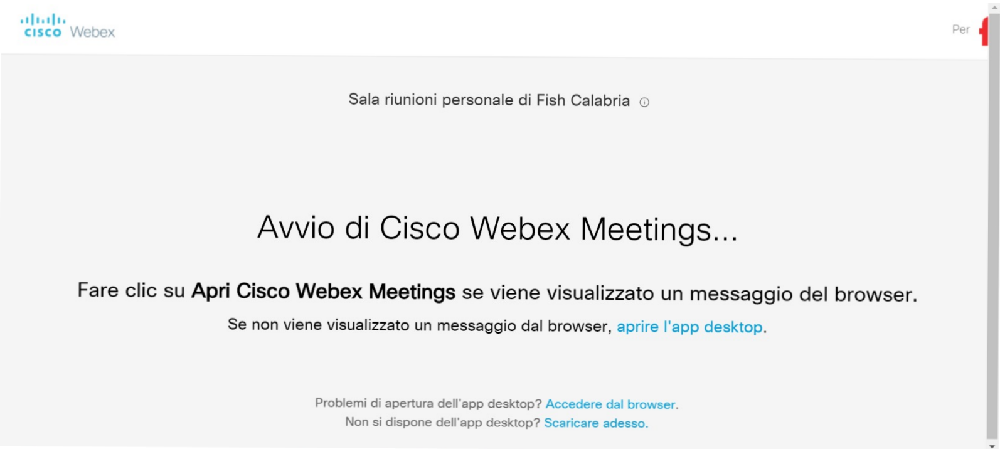 cisco Webex
Per
Sala riunioni personale di Fish Calabria
Avvio di Cisco Webex Meetings...
Fare clic su Apri Cisco Webex Meetings se viene visualizzato un messaggio del browser.
Se non viene visualizzato un messaggio dal browser, aprire l'app desktop.
Problemi di apertura dell'app desktop? Accedere dal browser.
Non si dispone dell'app desktop? Scaricare adesso.